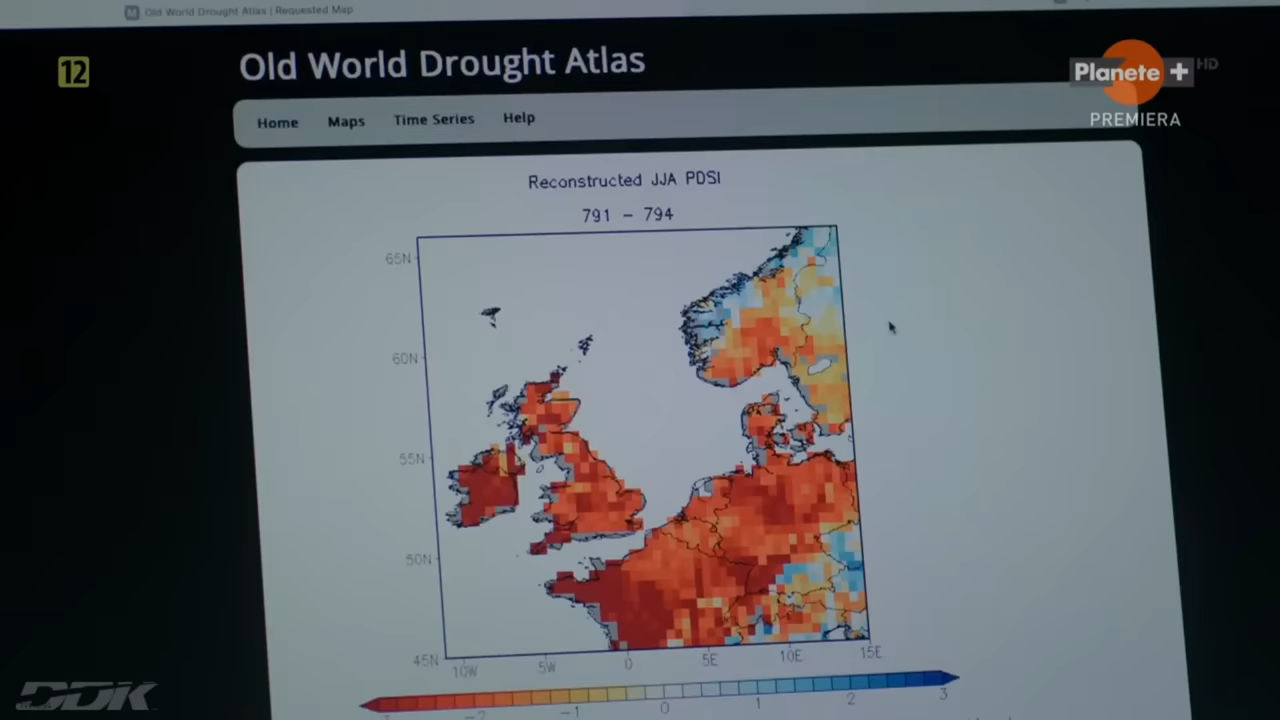 Old World Drought Atlas | Requested Map
12
Old World Drought Atlas
Planete + HD
PREMIERA
Home Maps Time Series Help
Reconstructed JJA PDSI
791 – 794
65N
60N
55N
50N
45N
10W 5W 0 5E 10E 15E
-2 -1 0 1 2 3
DDK